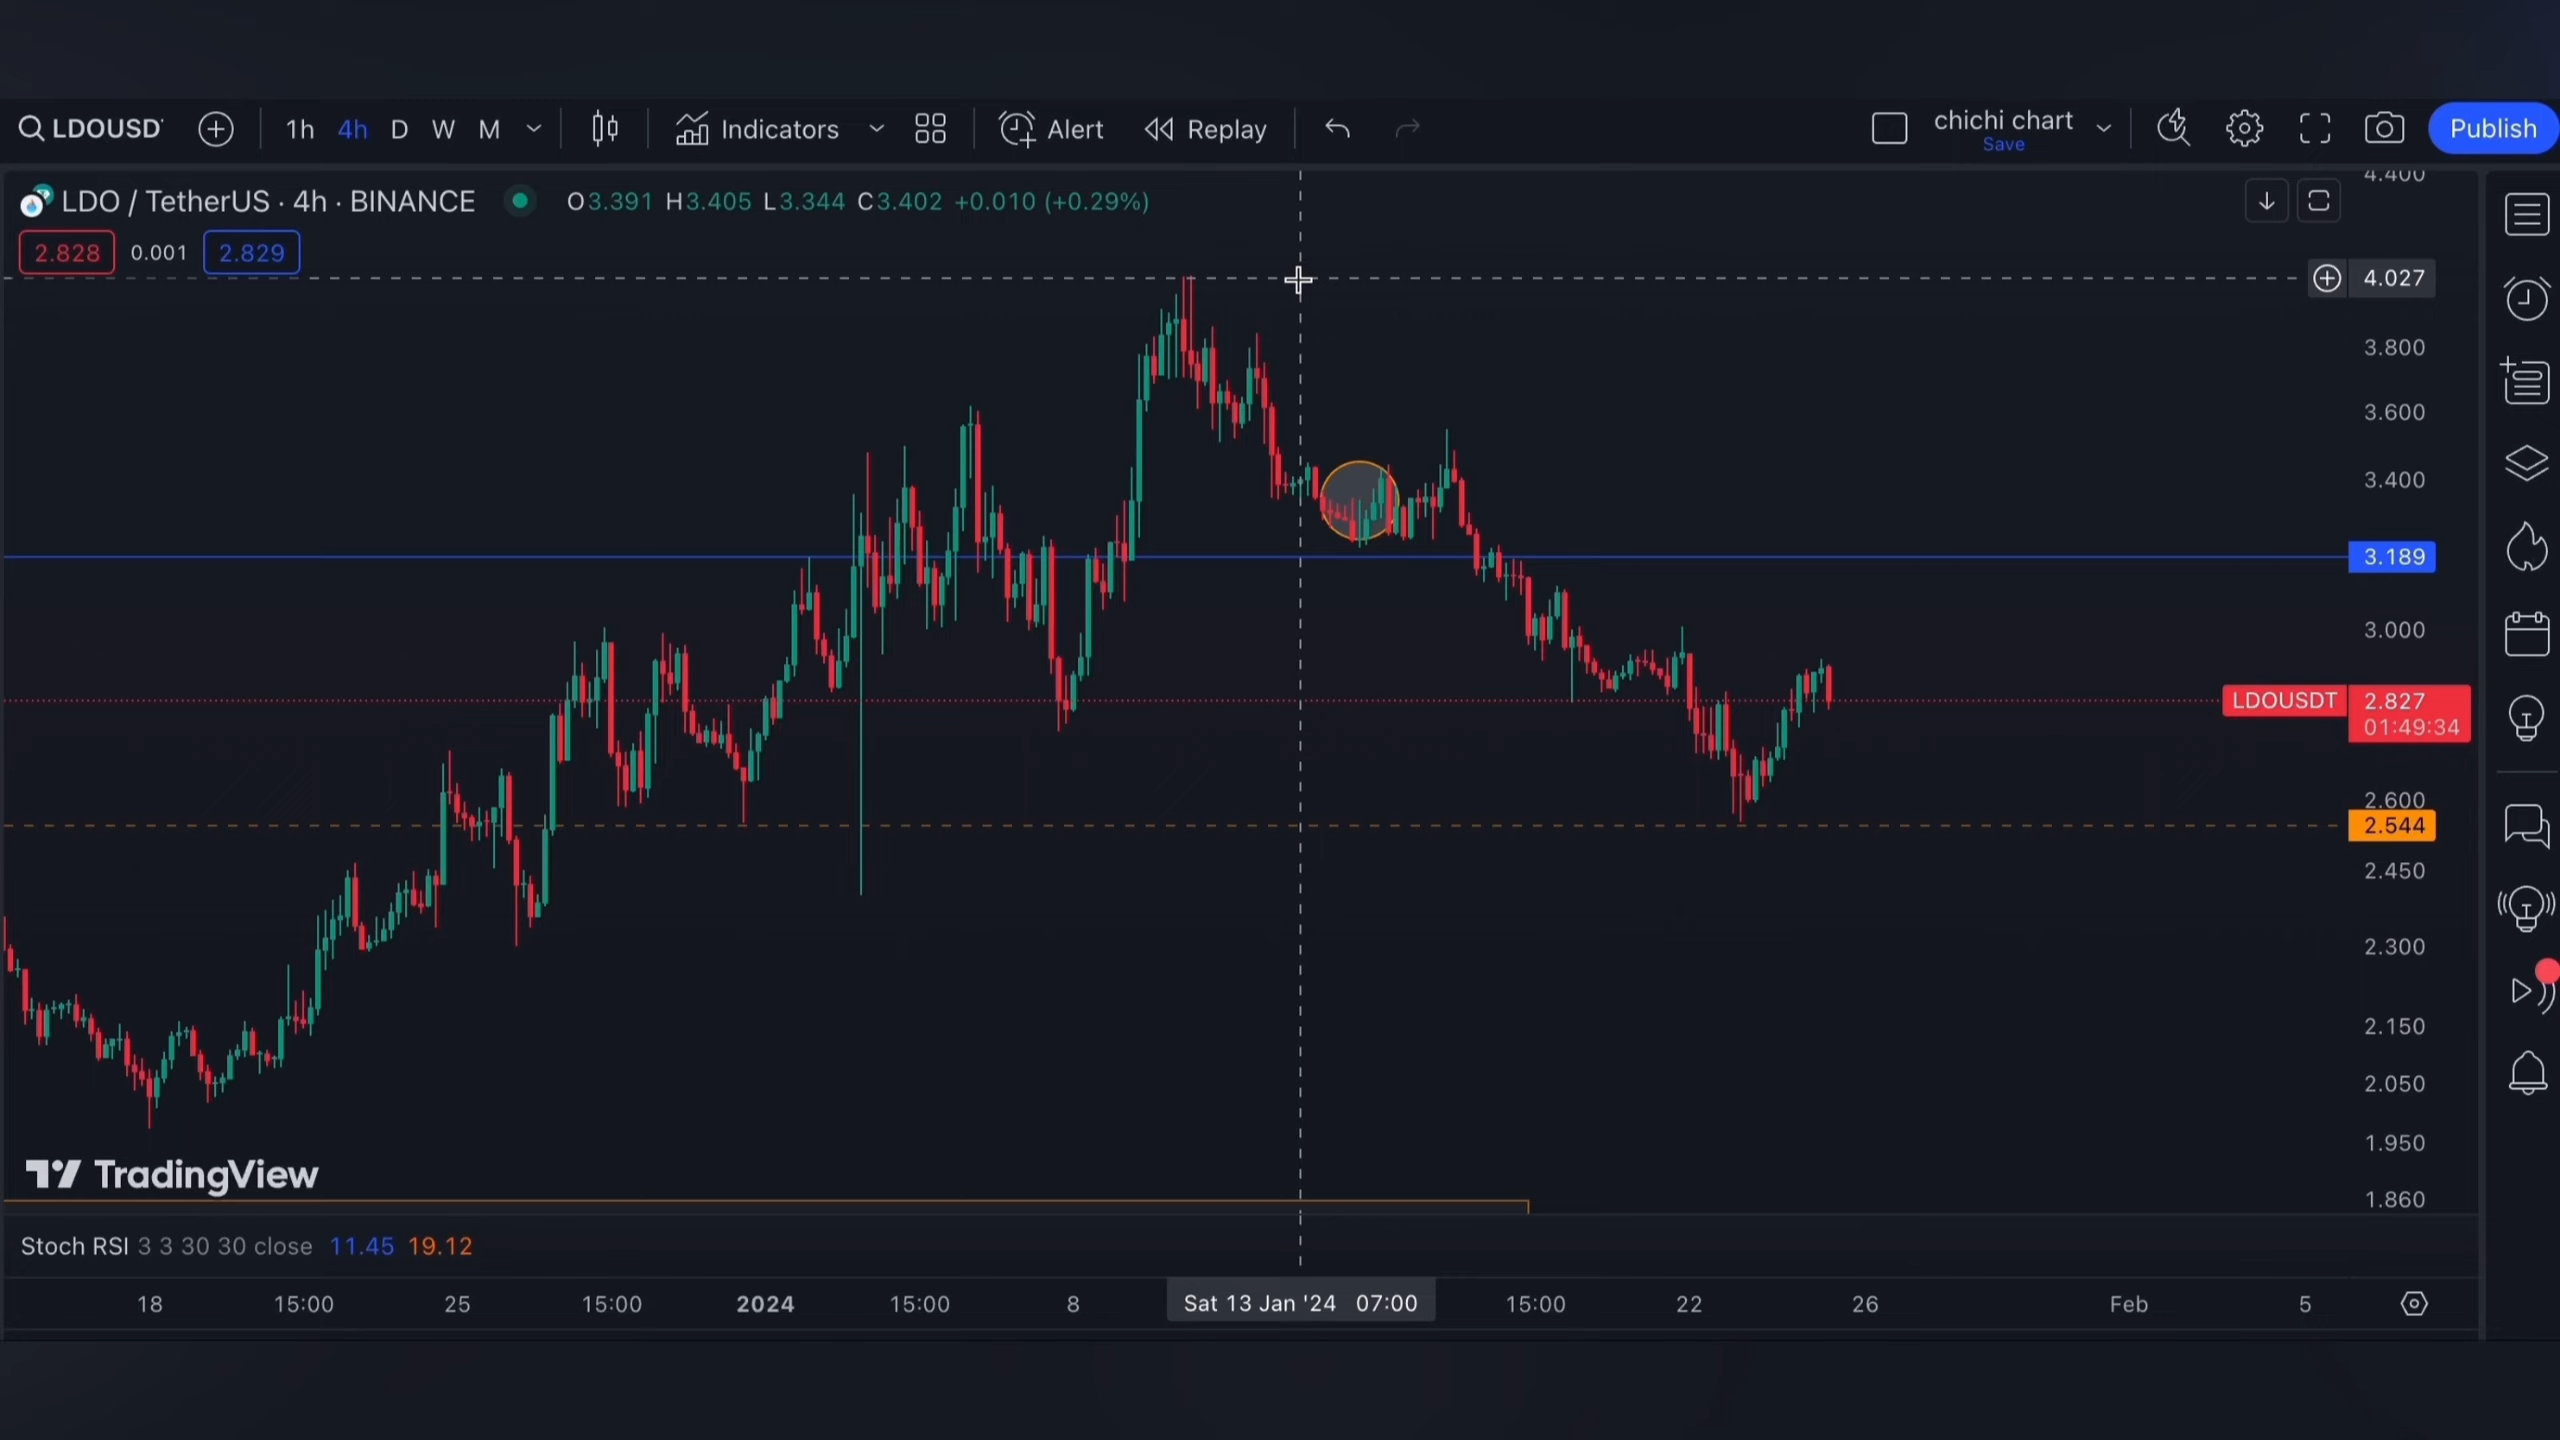 LDOUSD 1h 4h D W M Indicators Alert Replay chichi chart Publish
Save
LDO / TetherUS · 4h · BINANCE O3.391 H3.405 L3.344 C3.402 +0.010 (+0.29%)
2.828 0.001 2.829
4.400
4.027
3.800
3.600
3.400
3.189
3.000
LDOUSDT 2.827
01:49:34
2.600
2.544
2.450
2.300
2.150
2.050
1.950
TradingView
1.860
Stoch RSI 3 3 30 30 close 11.45 19.12
18 15:00 25 15:00 2024 15:00 8 Sat 13 Jan '24 07:00 15:00 22 26 Feb 5